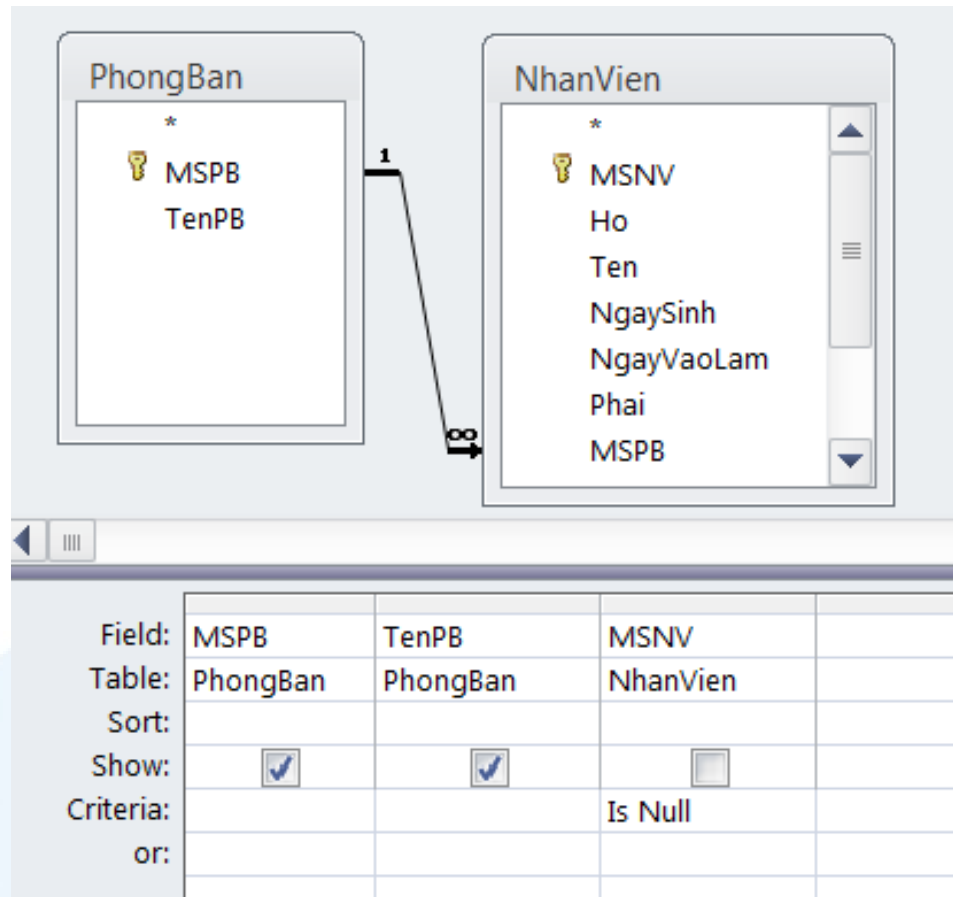 PhongBan
*
MSPB
TenPB
1
∞
NhanVien
*
MSNV
Ho
Ten
NgaySinh
NgayVaoLam
Phai
MSPB
Field: MSPB TenPB MSNV
Table: PhongBan PhongBan NhanVien
Sort:
Show:
Criteria: Is Null
or: